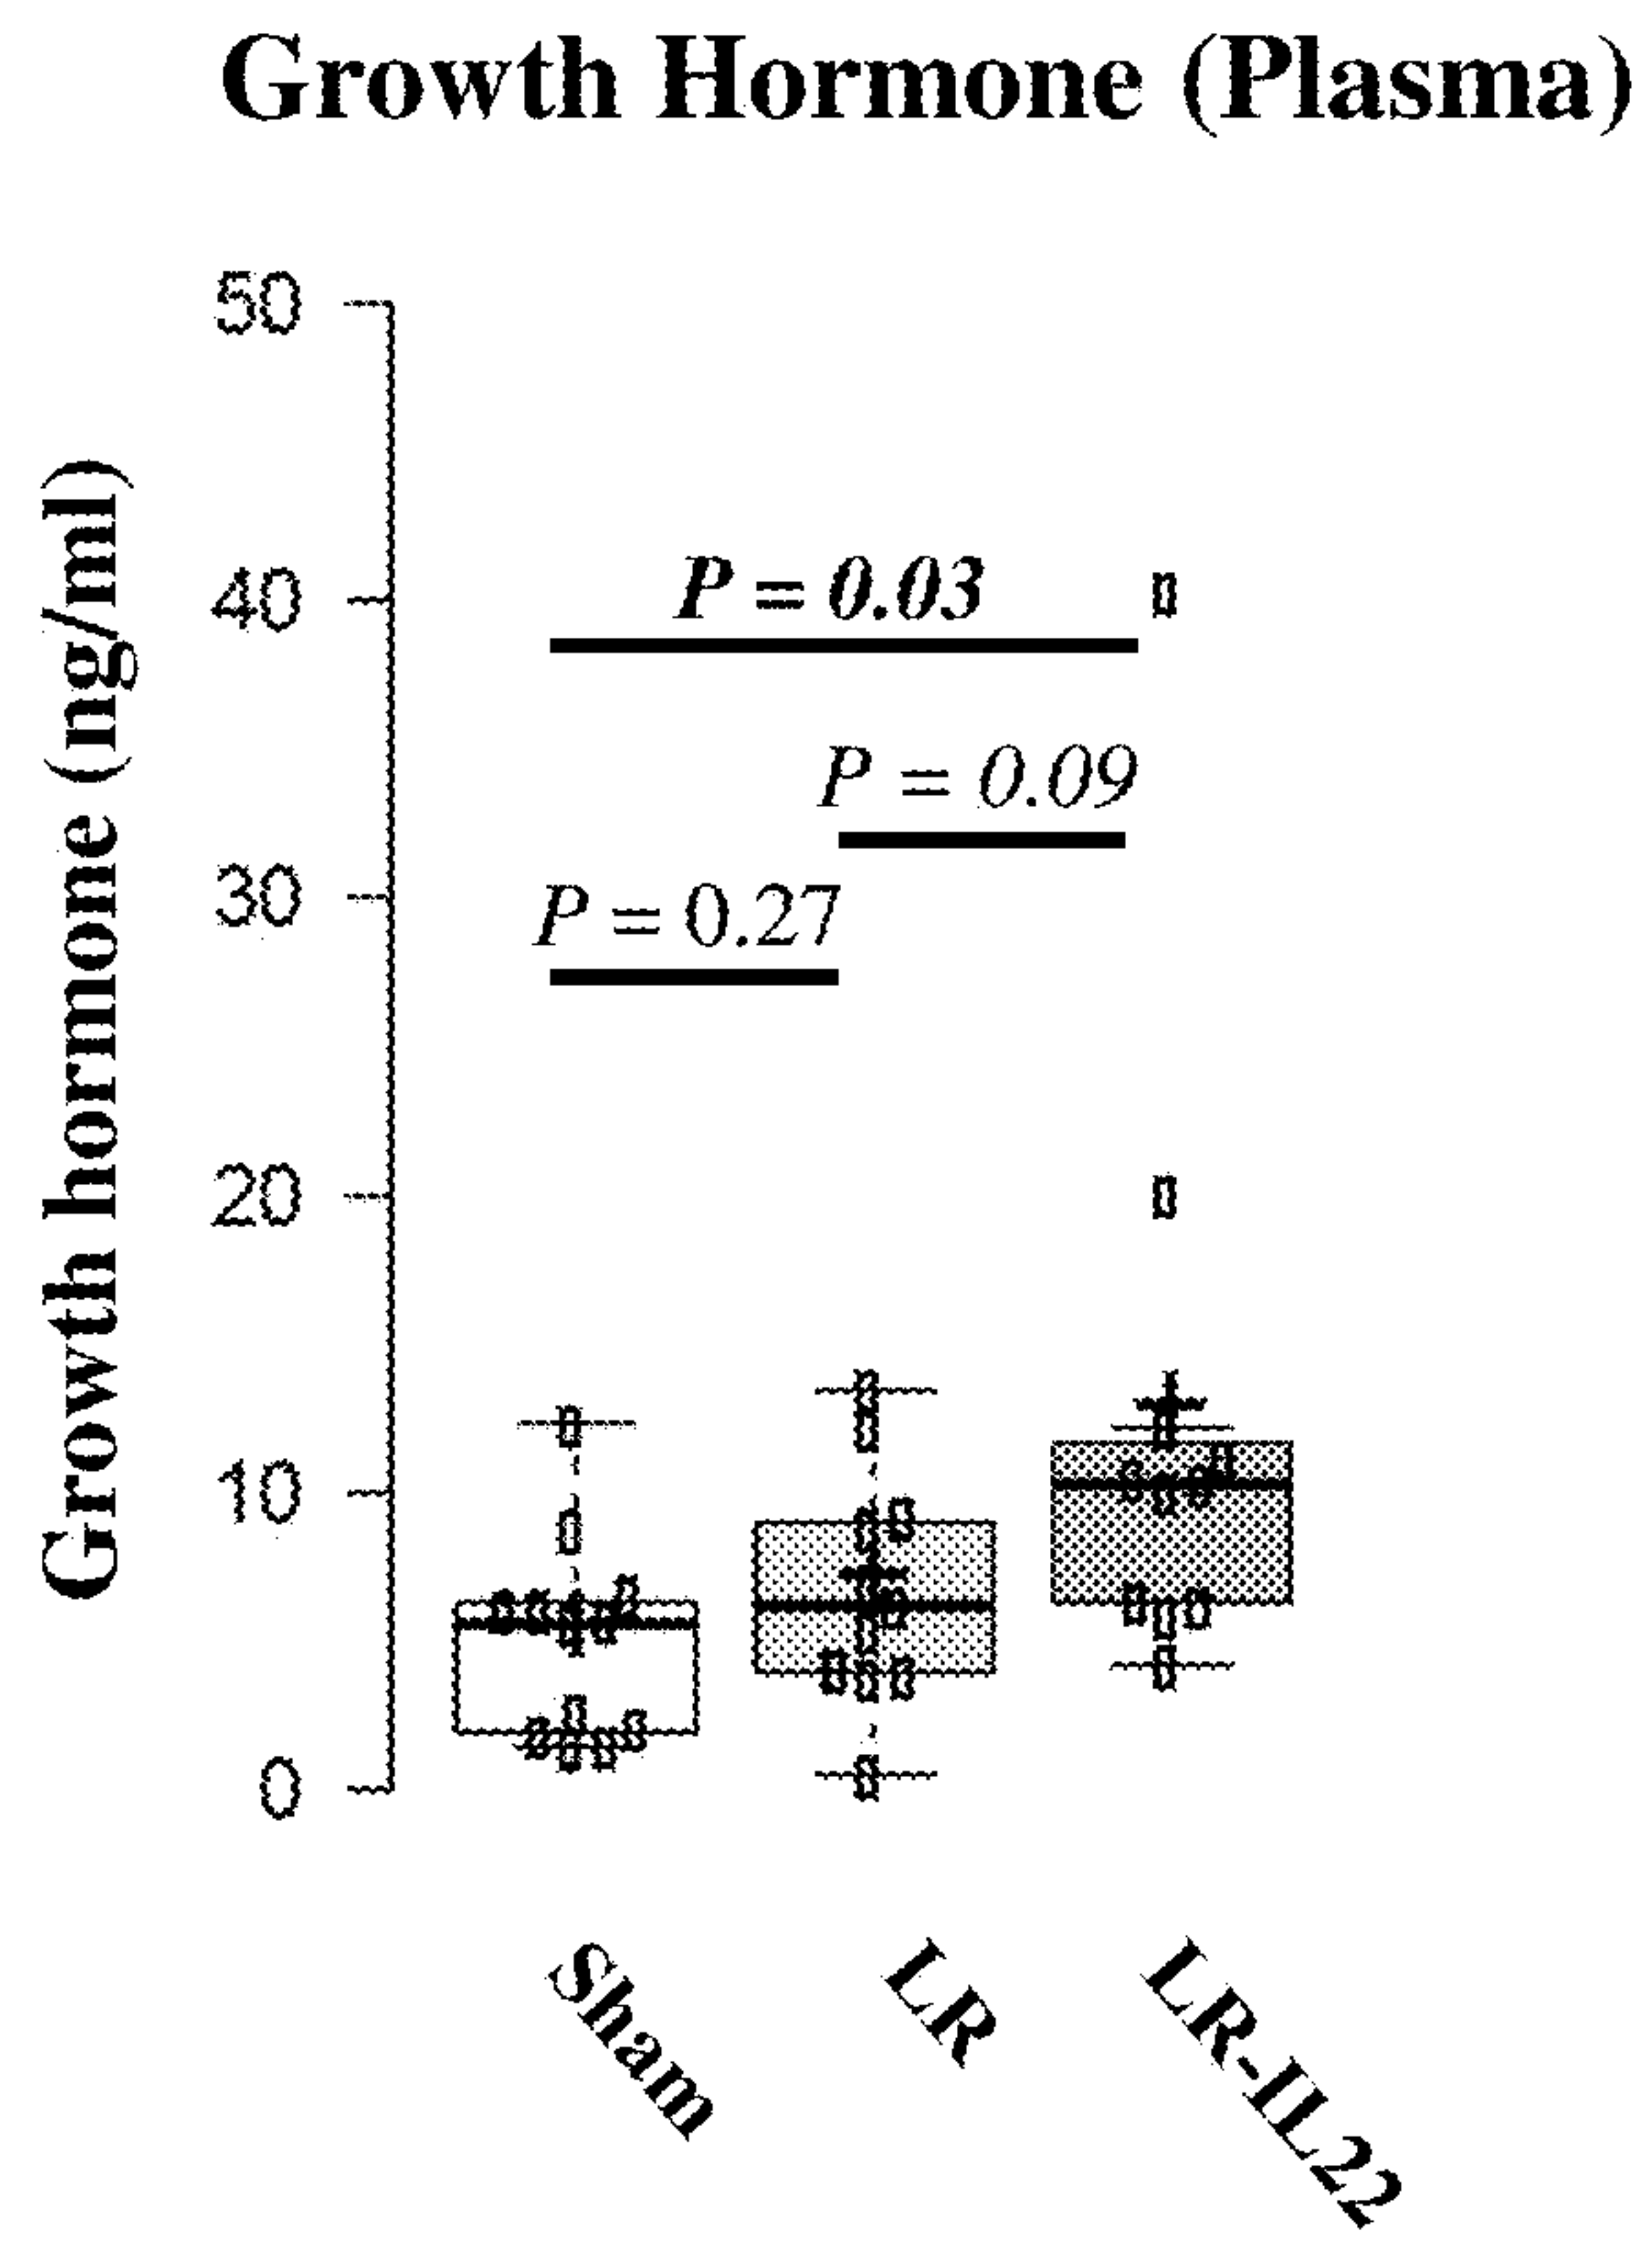 Growth Hormone (Plasma)
Growth hormone (ng/ml)
50
40
30
20
10
0
P = 0.03
P = 0.09
P = 0.27
Sham
LR
LR-IL22